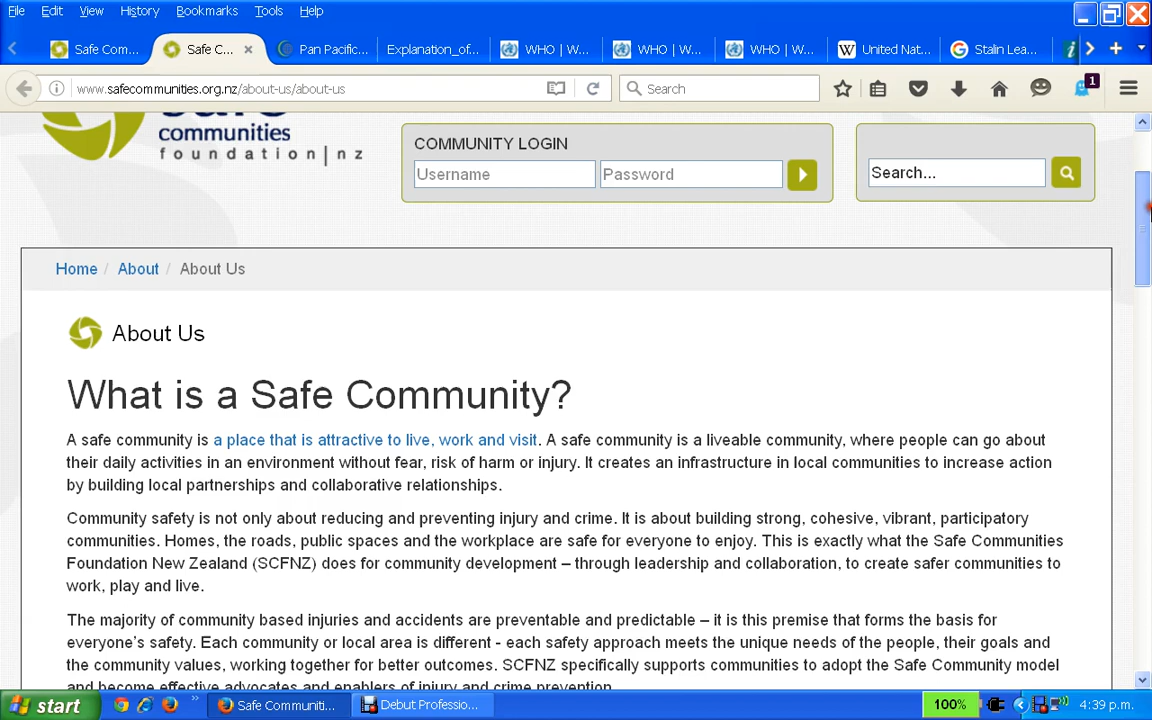 File Edit View History Bookmarks Tools Help
Safe Com... Safe C... Pan Pacific... Explanation_of... WHO | W... WHO | W... WHO | W... United Nat... Stalin Lea...
www.safecommunities.org.nz/about-us/about-us Search 1
communities
foundation|nz
COMMUNITY LOGIN
Username Password Search...
Home / About / About Us
About Us
What is a Safe Community?
A safe community is a place that is attractive to live, work and visit. A safe community is a liveable community, where people can go about
their daily activities in an environment without fear, risk of harm or injury. It creates an infrastructure in local communities to increase action
by building local partnerships and collaborative relationships.
Community safety is not only about reducing and preventing injury and crime. It is about building strong, cohesive, vibrant, participatory
communities. Homes, the roads, public spaces and the workplace are safe for everyone to enjoy. This is exactly what the Safe Communities
Foundation New Zealand (SCFNZ) does for community development – through leadership and collaboration, to create safer communities to
work, play and live.
The majority of community based injuries and accidents are preventable and predictable – it is this premise that forms the basis for
everyone's safety. Each community or local area is different - each safety approach meets the unique needs of the people, their goals and
the community values, working together for better outcomes. SCFNZ specifically supports communities to adopt the Safe Community model
and become effective advocates and enablers of injury and crime prevention.
start Safe Communiti... Debut Professio... 100% 4:39 p.m.